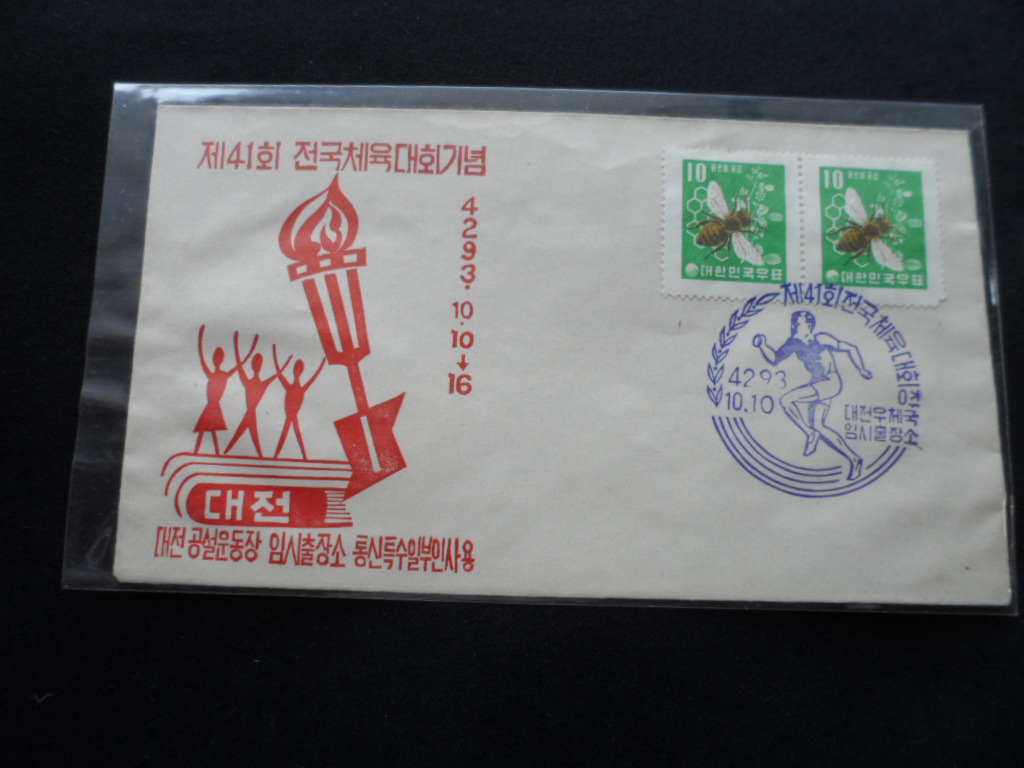 제41회 전국체육대회기념
4293.
10.
10
↓
16
대전
대전 공설운동장 임시출장소 통신특수일부인사용
10
대한민국우표
10
대한민국우표
제41회전국체육대회장
4293
10.10
대전우체국
임시출장소